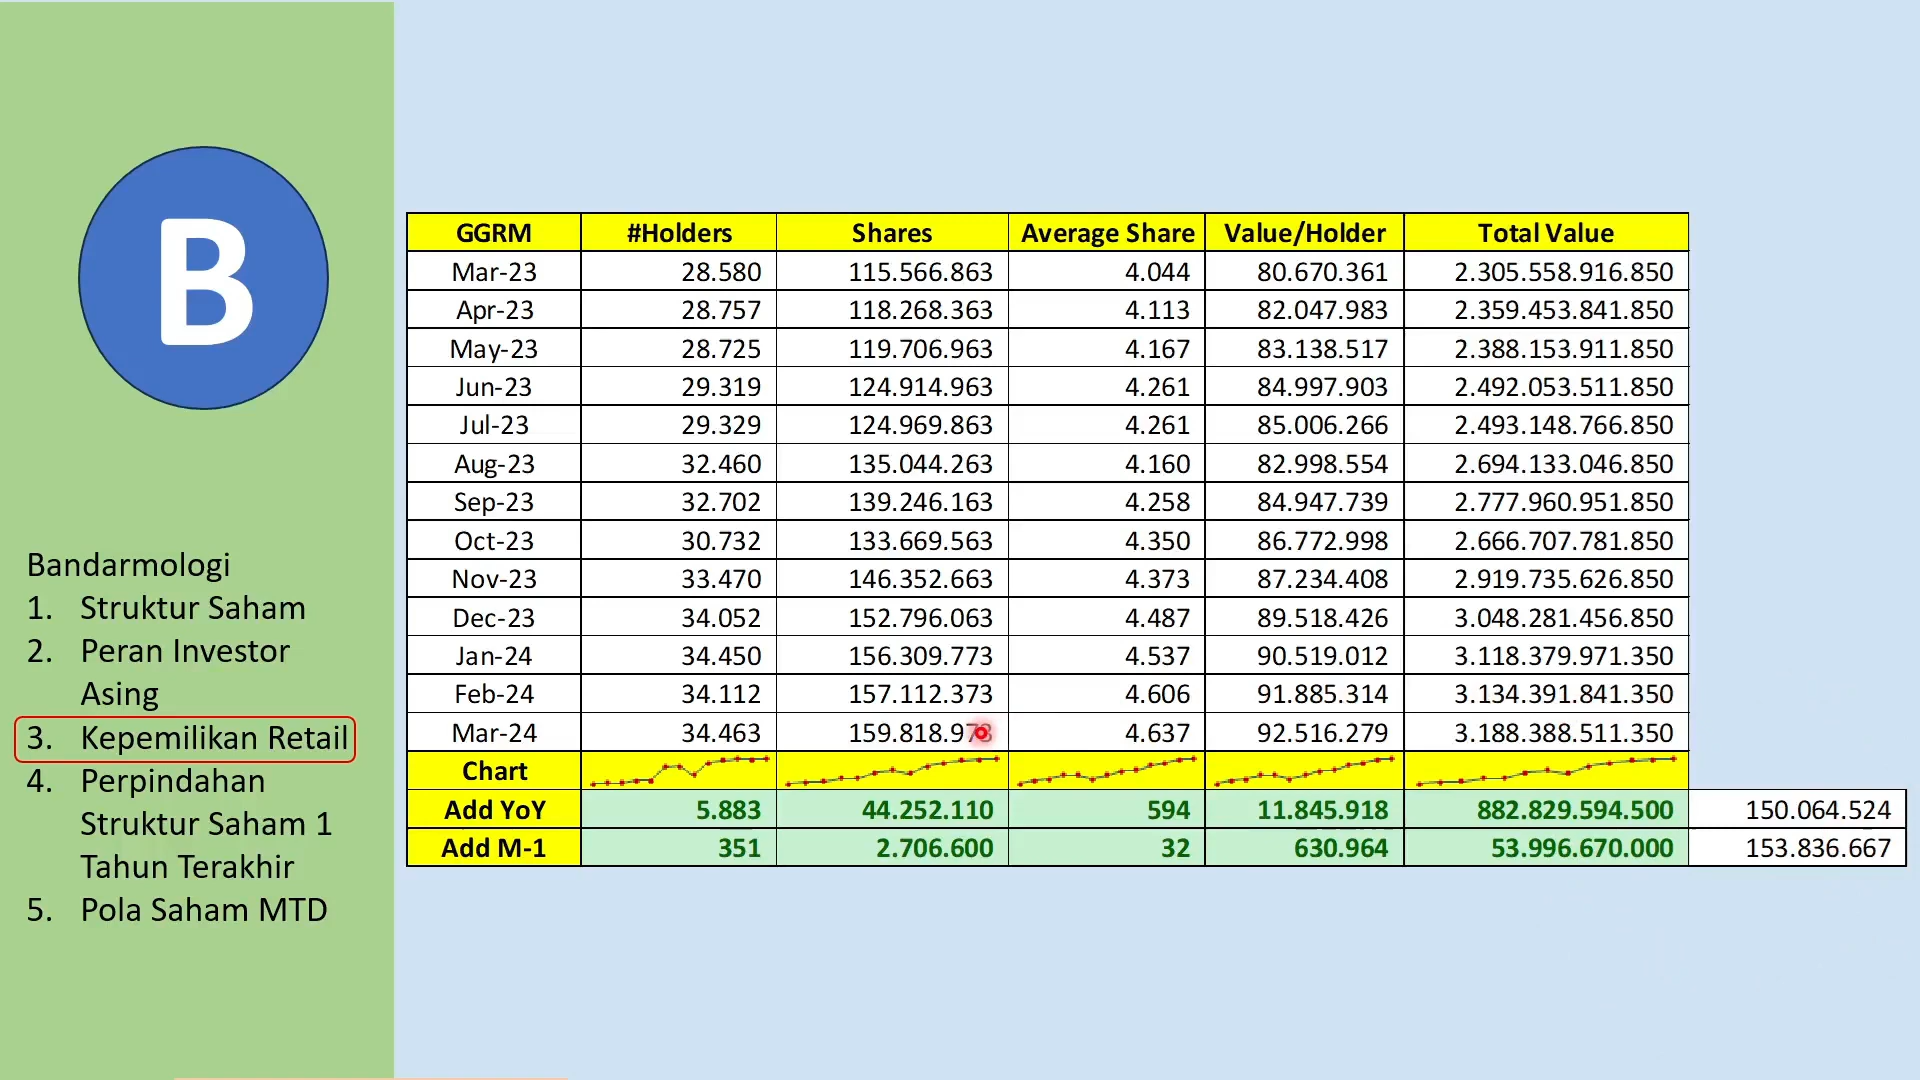 B
Bandarmologi
1. Struktur Saham
2. Peran Investor
Asing
3. Kepemilikan Retail
4. Perpindahan
Struktur Saham 1
Tahun Terakhir
5. Pola Saham MTD
GGRM #Holders Shares Average Share Value/Holder Total Value
Mar-23 28.580 115.566.863 4.044 80.670.361 2.305.558.916.850
Apr-23 28.757 118.268.363 4.113 82.047.983 2.359.453.841.850
May-23 28.725 119.706.963 4.167 83.138.517 2.388.153.911.850
Jun-23 29.319 124.914.963 4.261 84.997.903 2.492.053.511.850
Jul-23 29.329 124.969.863 4.261 85.006.266 2.493.148.766.850
Aug-23 32.460 135.044.263 4.160 82.998.554 2.694.133.046.850
Sep-23 32.702 139.246.163 4.258 84.947.739 2.777.960.951.850
Oct-23 30.732 133.669.563 4.350 86.772.998 2.666.707.781.850
Nov-23 33.470 146.352.663 4.373 87.234.408 2.919.735.626.850
Dec-23 34.052 152.796.063 4.487 89.518.426 3.048.281.456.850
Jan-24 34.450 156.309.773 4.537 90.519.012 3.118.379.971.350
Feb-24 34.112 157.112.373 4.606 91.885.314 3.134.391.841.350
Mar-24 34.463 159.818.973 4.637 92.516.279 3.188.388.511.350
Chart
Add YoY 5.883 44.252.110 594 11.845.918 882.829.594.500 150.064.524
Add M-1 351 2.706.600 32 630.964 53.996.670.000 153.836.667